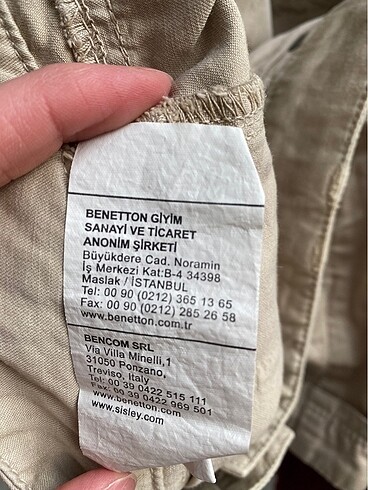 BENETTON GİYİM
SANAYİ VE TİCARET
ANONİM ŞİRKETİ
Büyükdere Cad. Noramin
İş Merkezi Kat:B-4 34398
Maslak / İSTANBUL
Tel: 00 90 (0212) 365 13 65
Fax: 00 90 (0212) 285 26 58
www.benetton.com.tr
BENCOM SRL
Via Villa Minelli,1
31050 Ponzano,
Treviso, Italy
Tel: 00 39 0422 515 111
Fax: 00 39 0422 969 501
www.benetton.com
www.sisley.com